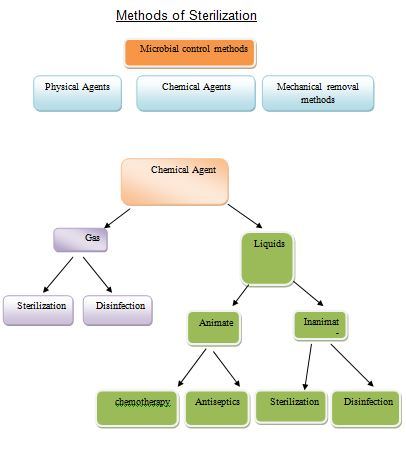 Methods of Sterilization
Microbial control methods
Physical Agents
Chemical Agents
Mechanical removal
methods
Chemical Agent
Gas
Liquids
Sterilization
Disinfection
Animate
Inanimat
-
chemotherapy
Antiseptics
Sterilization
Disinfection